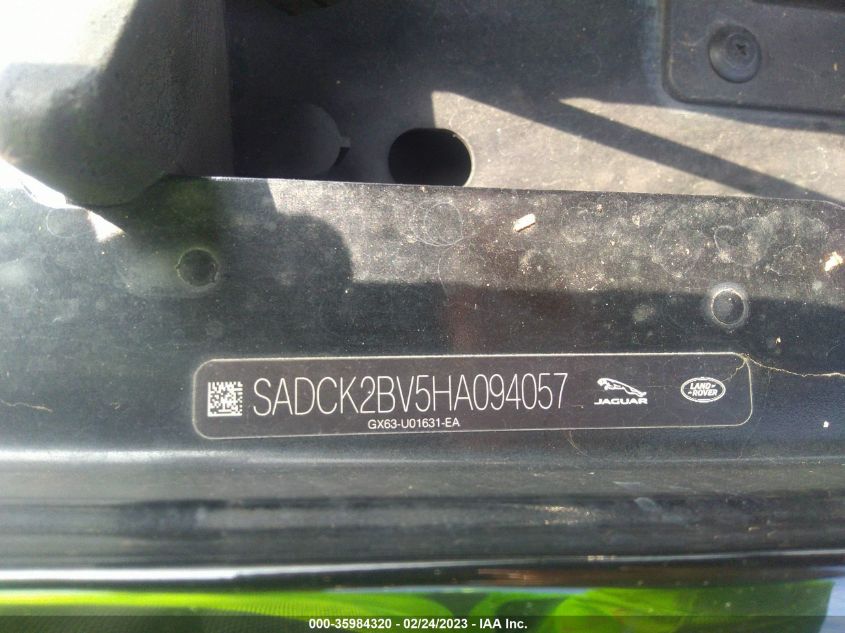 SADCK2BV5HA094057
JAGUAR
LAND ROVER
GX63-U01631-EA
000-35984320 / 02/24/2023 - IAA Inc.